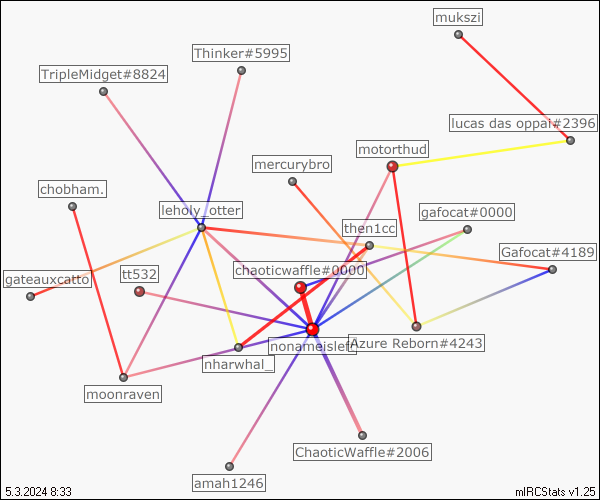 mukszi
Thinker#5995
TripleMidget#8824
lucas das oppai#2396
motorthud
mercurybro
chobham.
leholy_otter
gafocat#0000
then1cc
Gafocat#4189
chaoticwaffle#0000
tt532
gateauxcatto
nonameisleft
Azure Reborn#4243
nharwhal_
moonraven
ChaoticWaffle#2006
amah1246
5.3.2024 8:33
mIRCStats v1.25